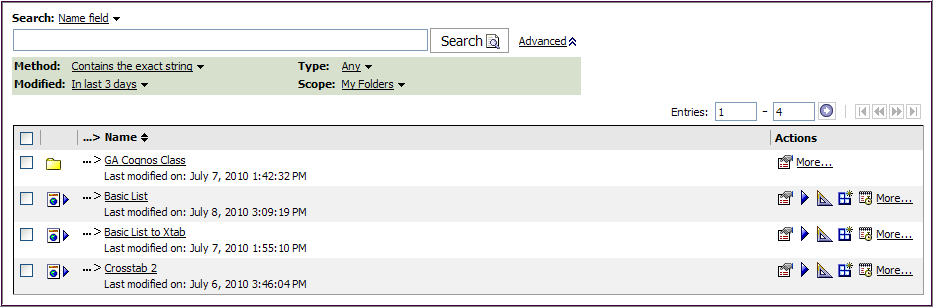 Search: Name field
Search Advanced
Method: Contains the exact string Type: Any
Modified: In last 3 days Scope: My Folders
Entries: 1 - 4
...> Name Actions
...> GA Cognos Class More...
Last modified on: July 7, 2010 1:42:32 PM
...> Basic List More...
Last modified on: July 8, 2010 3:09:19 PM
...> Basic List to Xtab More...
Last modified on: July 7, 2010 1:55:10 PM
...> Crosstab 2 More...
Last modified on: July 6, 2010 3:46:04 PM